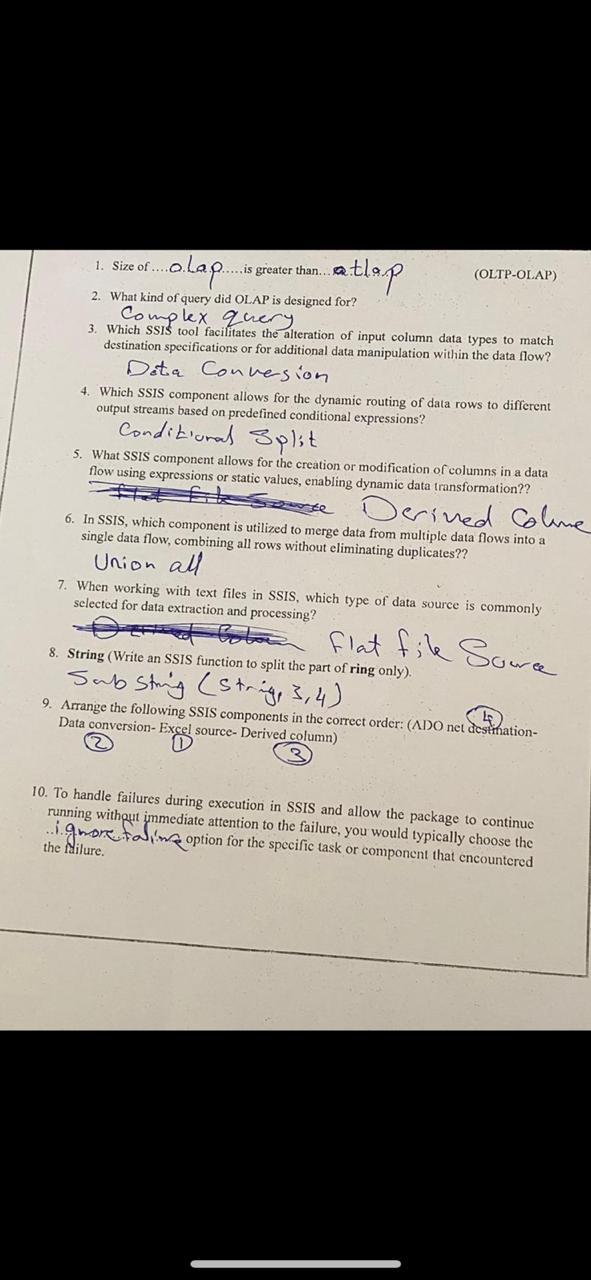 1. Size of ....olap.....is greater than...otlap (OLTP-OLAP)
2. What kind of query did OLAP is designed for?
Complex query
3. Which SSIS tool facilitates the alteration of input column data types to match
destination specifications or for additional data manipulation within the data flow?
Data Conversion
4. Which SSIS component allows for the dynamic routing of data rows to different
output streams based on predefined conditional expressions?
Conditional Split
5. What SSIS component allows for the creation or modification of columns in a data
flow using expressions or static values, enabling dynamic data transformation??
Flat File Source Derived Colume
6. In SSIS, which component is utilized to merge data from multiple data flows into a
single data flow, combining all rows without eliminating duplicates??
Union all
7. When working with text files in SSIS, which type of data source is commonly
selected for data extraction and processing?
Derived Flat file Source
8. String (Write an SSIS function to split the part of ring only).
Sub String (String, 3,4)
9. Arrange the following SSIS components in the correct order: (ADO net destination-
4
Data conversion- Excel source- Derived column)
2 1 3
10. To handle failures during execution in SSIS and allow the package to continue
running without immediate attention to the failure, you would typically choose the
..ignore option for the specific task or component that encountered
the failure.